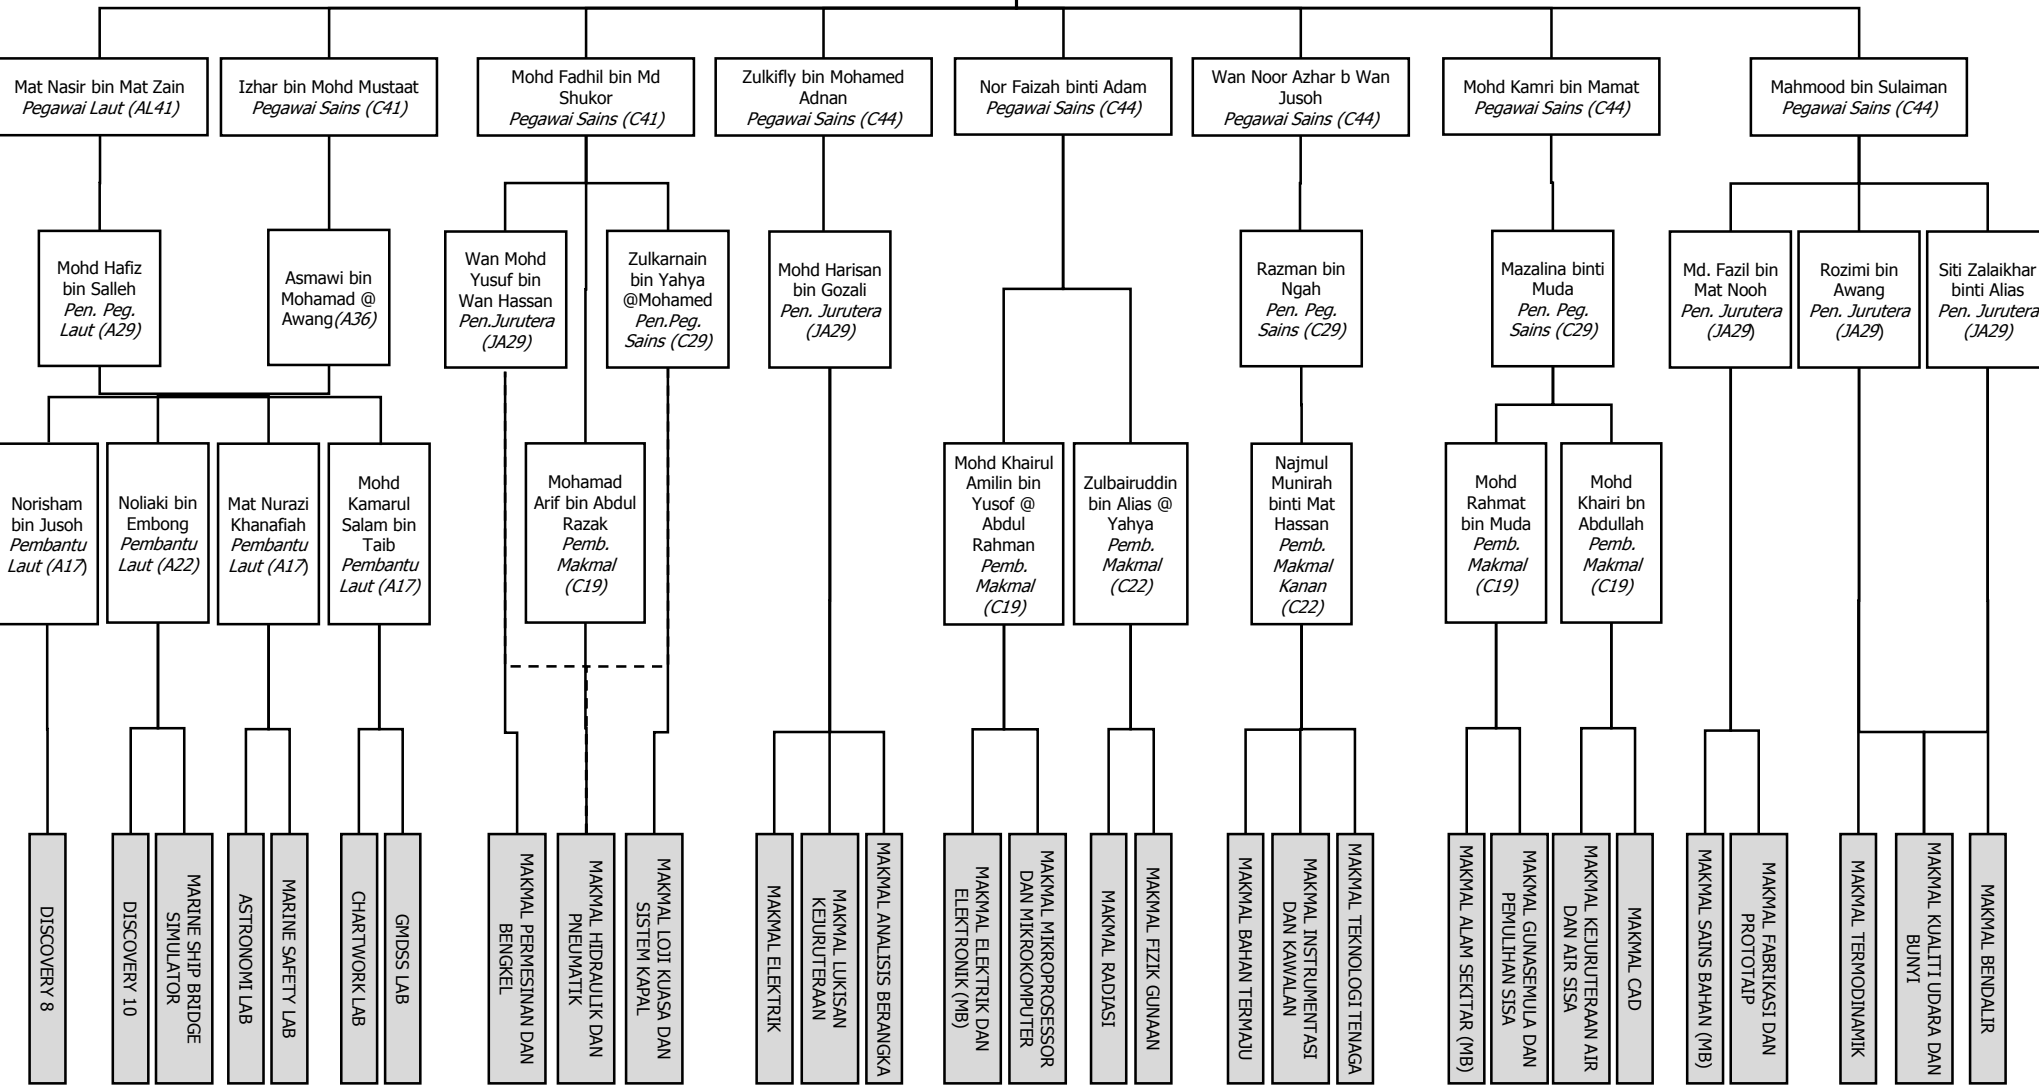 Mat Nasir bin Mat Zain
Pegawai Laut (AL41)
Izhar bin Mohd Mustaat
Pegawai Sains (C41)
Mohd Fadhil bin Md
Shukor
Pegawai Sains (C41)
Zulkifly bin Mohamed
Adnan
Pegawai Sains (C44)
Nor Faizah binti Adam
Pegawai Sains (C44)
Wan Noor Azhar b Wan
Jusoh
Pegawai Sains (C44)
Mohd Kamri bin Mamat
Pegawai Sains (C44)
Mahmood bin Sulaiman
Pegawai Sains (C44)
Mohd Hafiz
bin Salleh
Pen. Peg.
Laut (A29)
Asmawi bin
Mohamad @
Awang(A36)
Wan Mohd
Yusuf bin
Wan Hassan
Pen.Jurutera
(JA29)
Zulkarnain
bin Yahya
@Mohamed
Pen.Peg.
Sains (C29)
Mohd Harisan
bin Gozali
Pen. Jurutera
(JA29)
Razman bin
Ngah
Pen. Peg.
Sains (C29)
Mazalina binti
Muda
Pen. Peg.
Sains (C29)
Md. Fazil bin
Mat Nooh
Pen. Jurutera
(JA29)
Rozimi bin
Awang
Pen. Jurutera
(JA29)
Siti Zalaikhar
binti Alias
Pen. Jurutera
(JA29)
Norisham
bin Jusoh
Pembantu
Laut (A17)
Noliaki bin
Embong
Pembantu
Laut (A22)
Mat Nurazi
Khanafiah
Pembantu
Laut (A17)
Mohd
Kamarul
Salam bin
Taib
Pembantu
Laut (A17)
Mohamad
Arif bin Abdul
Razak
Pemb.
Makmal
(C19)
Mohd Khairul
Amilin bin
Yusof @
Abdul
Rahman
Pemb.
Makmal
(C19)
Zulbairuddin
bin Alias @
Yahya
Pemb.
Makmal
(C22)
Najmul
Munirah
binti Mat
Hassan
Pemb.
Makmal
Kanan
(C22)
Mohd
Rahmat
bin Muda
Pemb.
Makmal
(C19)
Mohd
Khairi bn
Abdullah
Pemb.
Makmal
(C19)
DISCOVERY 8
DISCOVERY 10
MARINE SHIP BRIDGE
SIMULATOR
ASTRONOMI LAB
MARINE SAFETY LAB
CHARTWORK LAB
GMDSS LAB
MAKMAL PERMESINAN DAN
BENGKEL
MAKMAL HIDRAULIK DAN
PNEUMATIK
MAKMAL LOJI KUASA DAN
SISTEM KAPAL
MAKMAL ELEKTRIK
MAKMAL LUKISAN
KEJURUTERAAN
MAKMAL ANALISIS BERANGKA
MAKMAL ELEKTRIK DAN
ELEKTRONIK (MB)
MAKMAL MIKROPROSESSOR
DAN MIKROKOMPUTER
MAKMAL RADIASI
MAKMAL FIZIK GUNAAN
MAKMAL BAHAN TERMAJU
MAKMAL INSTRUMENTASI
DAN KAWALAN
MAKMAL TEKNOLOGI TENAGA
MAKMAL ALAM SEKITAR (MB)
MAKMAL GUNASEMULA DAN
PEMULIHAN SISA
MAKMAL KEJURUTERAAN AIR
DAN AIR SISA
MAKMAL CAD
MAKMAL SAINS BAHAN (MB)
MAKMAL FABRIKASI DAN
PROTOTAIP
MAKMAL TERMODINAMIK
MAKMAL KUALITI UDARA DAN
BUNYI
MAKMAL BENDALIR